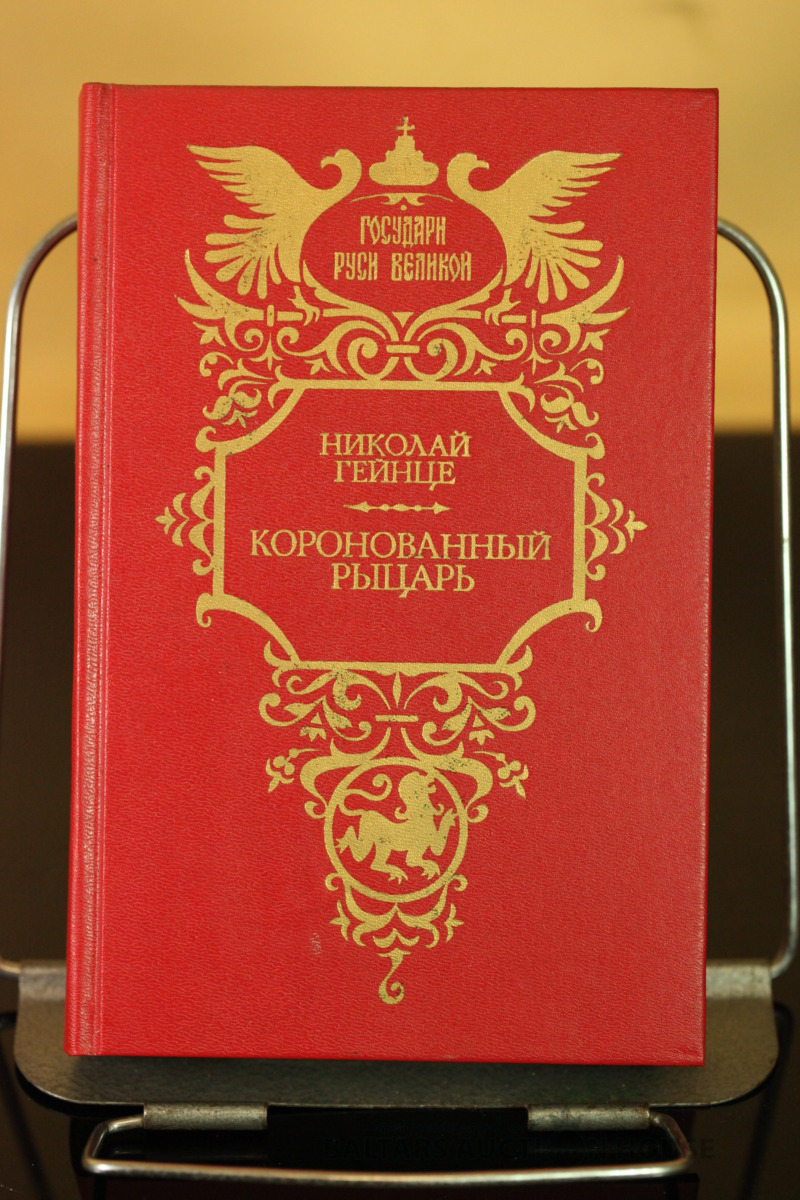 ГОСУДАРИ
РУСИ ВЕЛИКОЙ
НИКОЛАЙ
ГЕЙНЦЕ
КОРОНОВАННЫЙ
РЫЦАРЬ